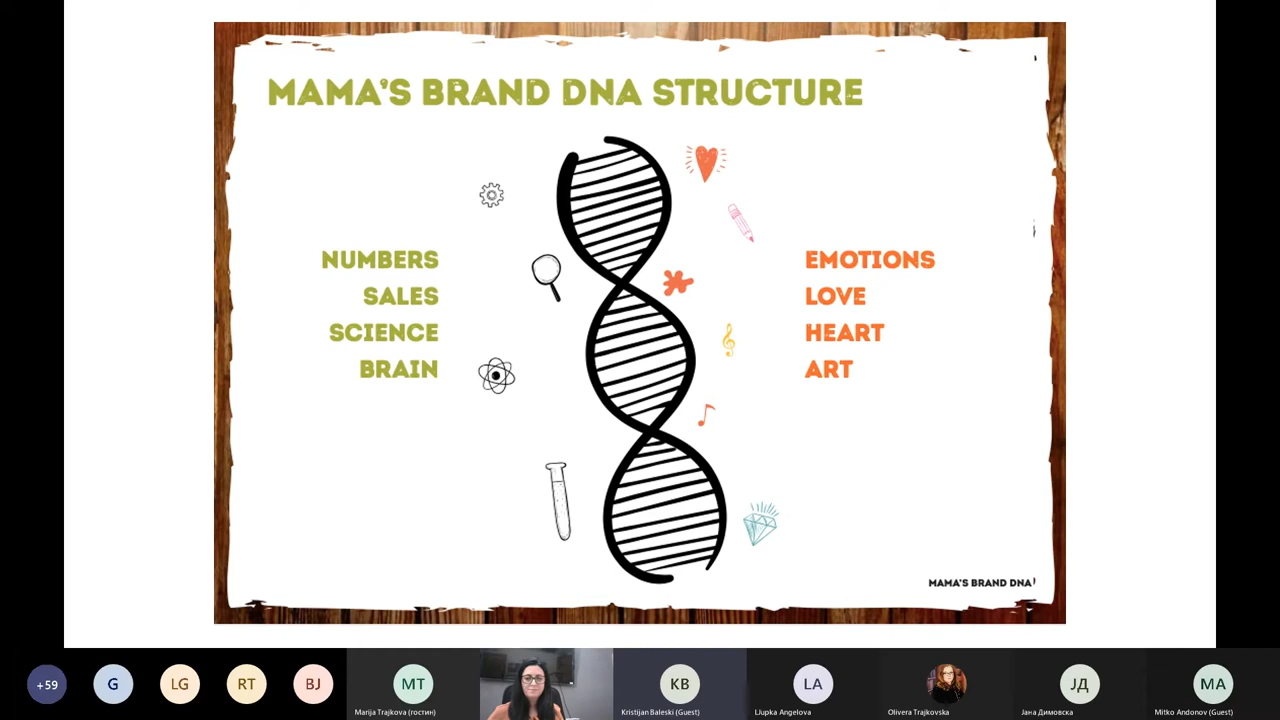 MAMA'S BRAND DNA STRUCTURE
NUMBERS
SALES
SCIENCE
BRAIN
EMOTIONS
LOVE
HEART
ART
MAMA'S BRAND DNA
+59
G
LG
RT
BJ
MT
KB
LA
JД
MA
Marija Trajkova (гостин)
Kristijan Baleski (Guest)
LJupka Angelova
Olivera Trajkovska
Јана Димовска
Mitko Andonov (Guest)